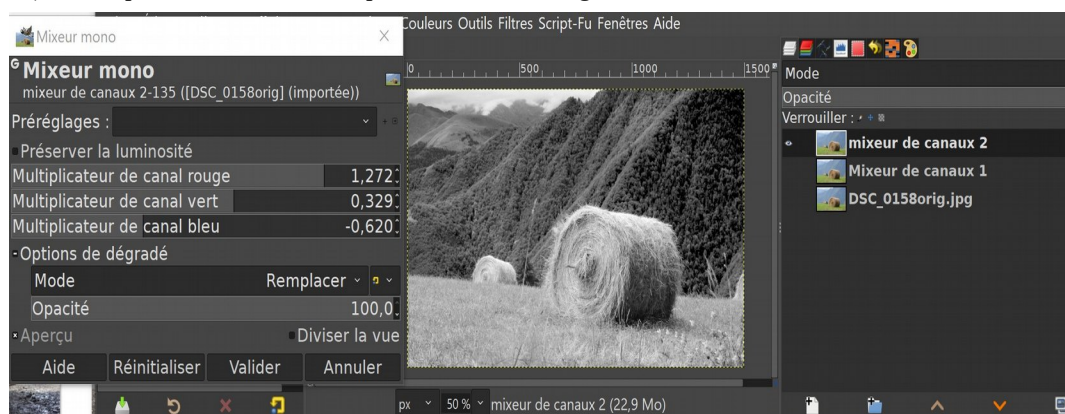 Mixeur mono
Couleurs Outils Filtres Script-Fu Fenêtres Aide
G Mixeur mono
mixeur de canaux 2-135 ([DSC_0158orig] (importée))
Préréglages :
Préserver la luminosité
Multiplicateur de canal rouge 1,272
Multiplicateur de canal vert 0,329
Multiplicateur de canal bleu -0,620
Options de dégradé
Mode Remplacer
Opacité 100,0
Aperçu Diviser la vue
Aide Réinitialiser Valider Annuler
0 500 1000 1500
px 50 % mixeur de canaux 2 (22,9 Mo)
Mode
Opacité
Verrouiller :
mixeur de canaux 2
Mixeur de canaux 1
DSC_0158orig.jpg